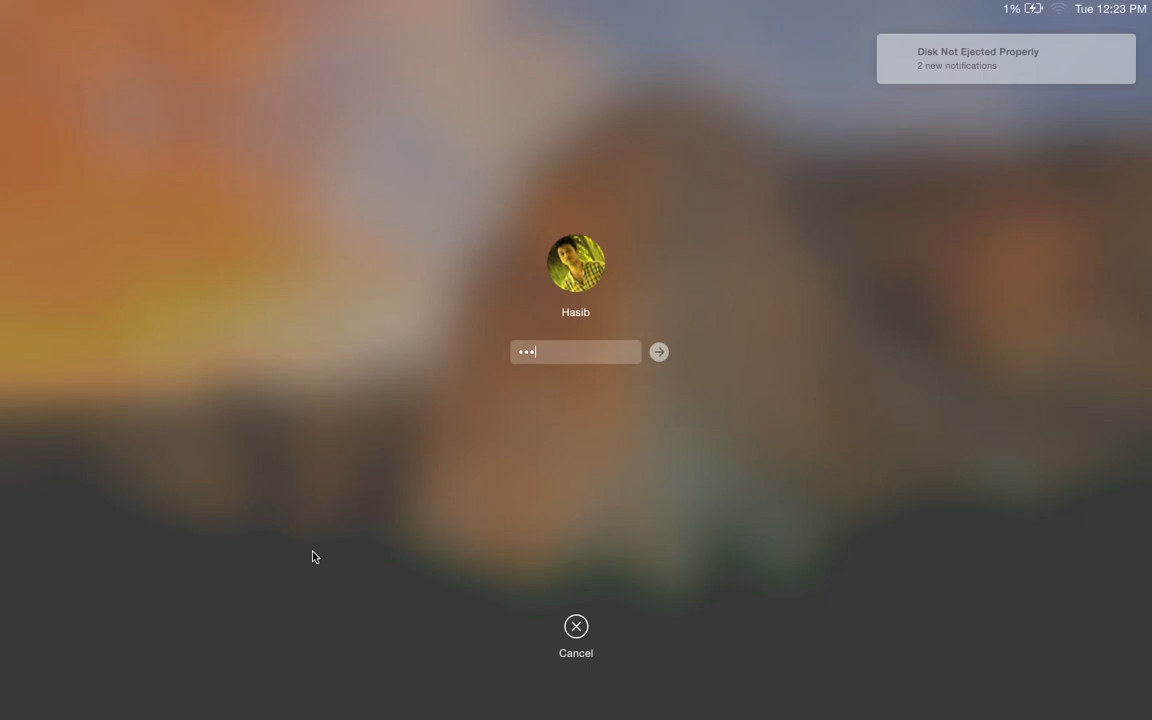 1% Tue 12:23 PM
Disk Not Ejected Properly
2 new notifications
Hasib
Cancel